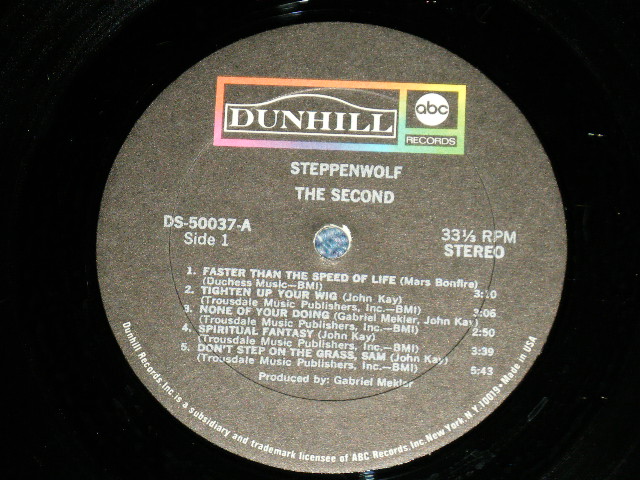 DUNHILL
abc
RECORDS
STEPPENWOLF
THE SECOND
DS-50037-A
Side 1
33⅓ RPM
STEREO
1. FASTER THAN THE SPEED OF LIFE (Mars Bonfire)
(Duchess Music—BMI) 3:10
2. TIGHTEN UP YOUR WIG (John Kay)
(Trousdale Music Publishers, Inc.—BMI) 3:06
3. NONE OF YOUR DOING (Gabriel Mekler, John Kay)
(Trousdale Music Publishers, Inc.—BMI) 2:50
4. SPIRITUAL FANTASY (John Kay)
(Trousdale Music Publishers, Inc.—BMI) 3:39
5. DON'T STEP ON THE GRASS, SAM (John Kay)
(Trousdale Music Publishers, Inc.—BMI) 5:43
Produced by: Gabriel Mekler
Dunhill Records, Inc. is a subsidiary and trademark licensee of ABC Records, Inc. New York, N.Y. 10019 • Made in USA